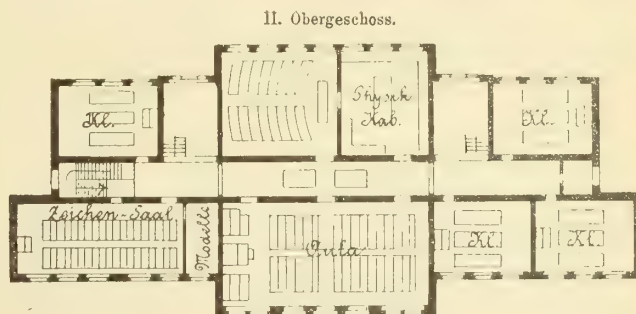 II. Obergeschoss.
Kl.
Physik
Kab.
Kl.
Zeichen-Saal
Modelle
Aula
Kl.
Kl.